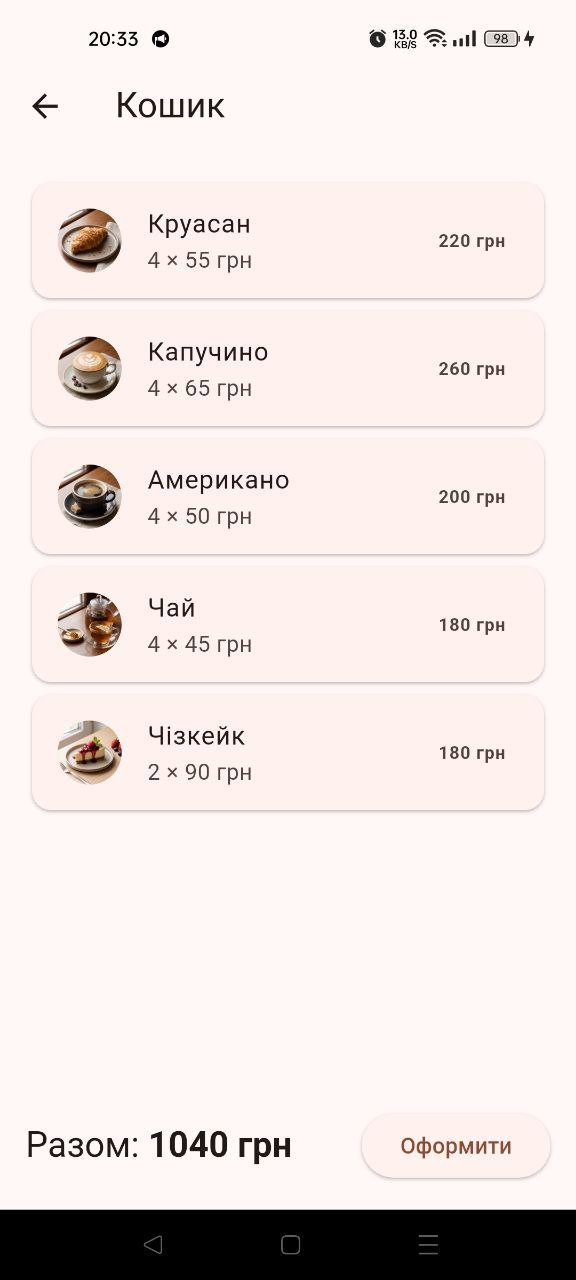 20:33
13.0
KB/S
98
Кошик
Круасан
4 × 55 грн
220 грн
Капучино
4 × 65 грн
260 грн
Американо
4 × 50 грн
200 грн
Чай
4 × 45 грн
180 грн
Чізкейк
2 × 90 грн
180 грн
Разом: 1040 грн
Оформити